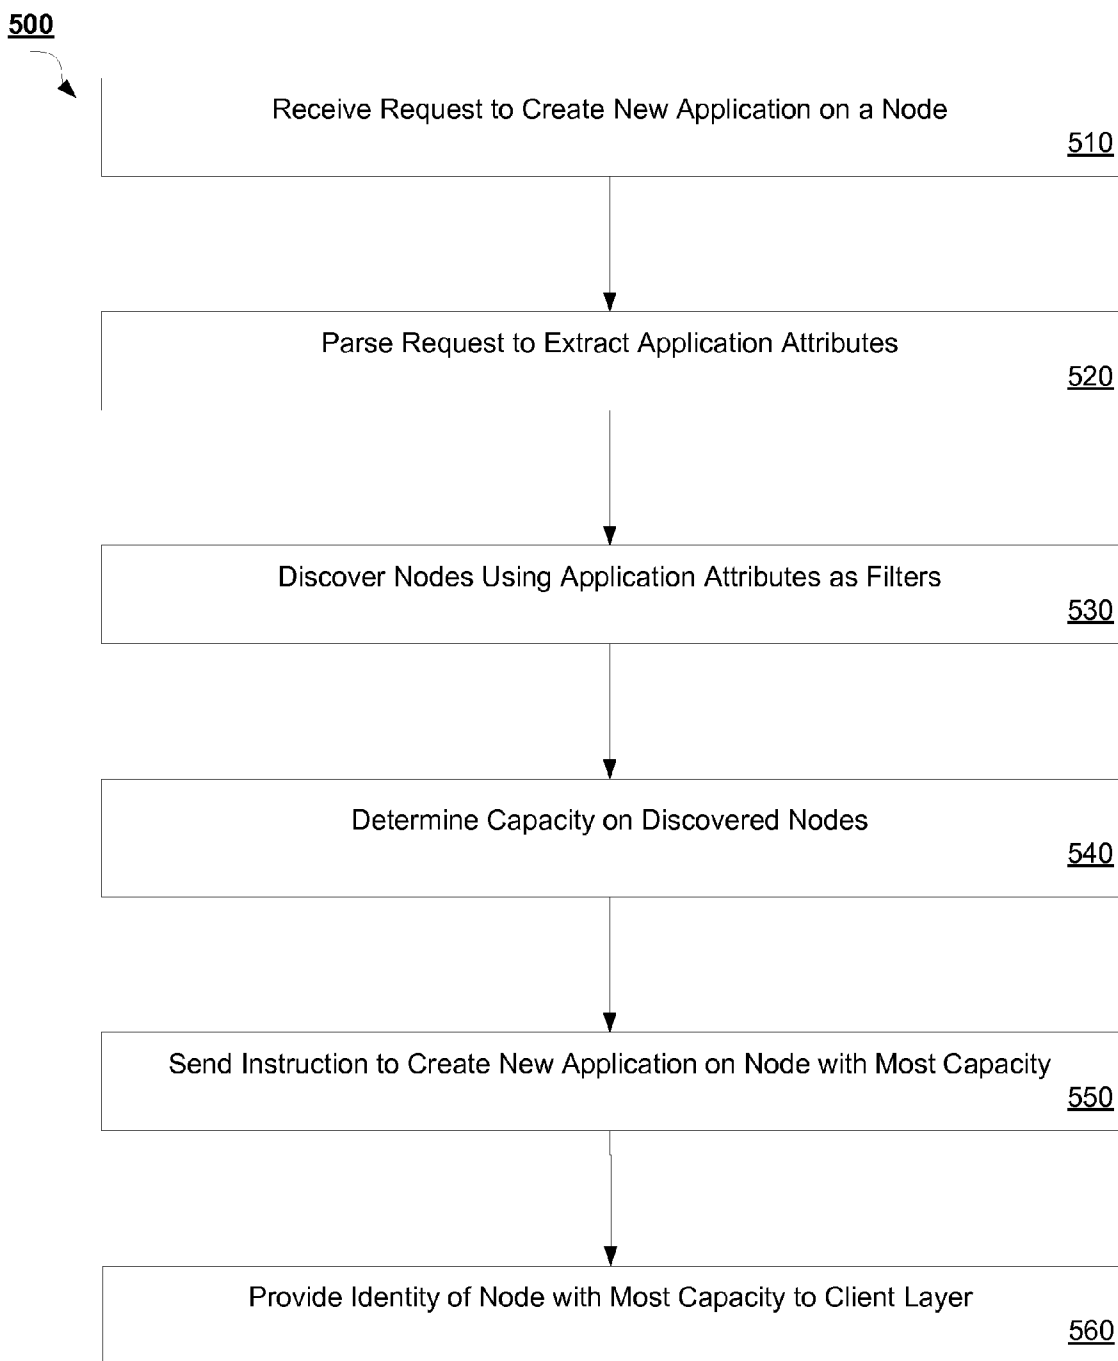 500
Receive Request to Create New Application on a Node
510
Parse Request to Extract Application Attributes
520
Discover Nodes Using Application Attributes as Filters
530
Determine Capacity on Discovered Nodes
540
Send Instruction to Create New Application on Node with Most Capacity
550
Provide Identity of Node with Most Capacity to Client Layer
560